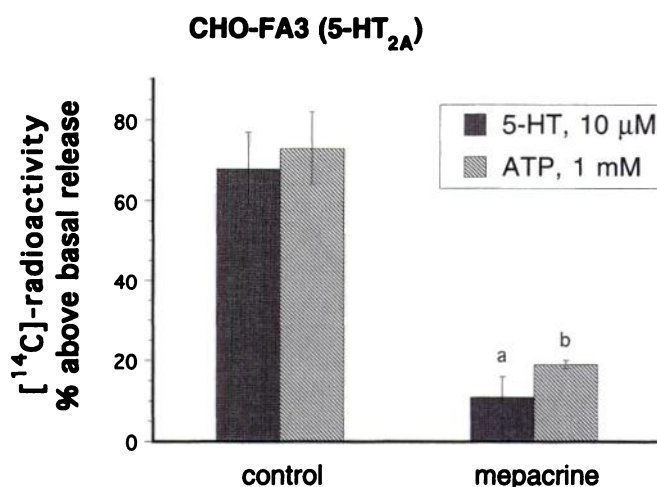 CHO-FA3 (5-HT2A)
[14C]-radioactivity
% above basal release
80
60
40
20
0
5-HT, 10 µM
ATP, 1 mM
a
b
control
mepacrine